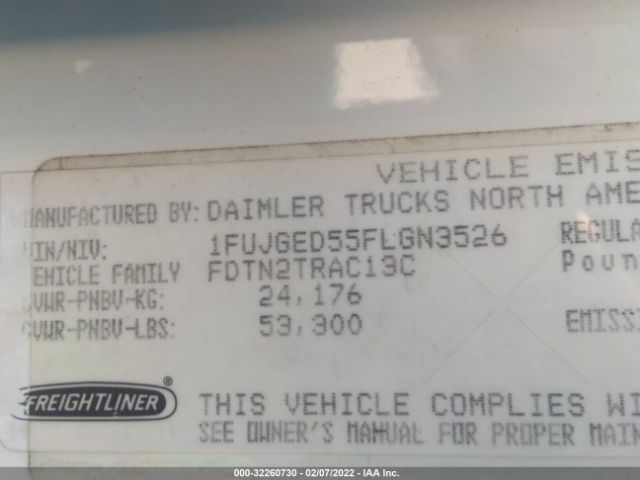 VEHICLE EMIS
MANUFACTURED BY: DAIMLER TRUCKS NORTH AME
VIN/NIV: 1FUJGED55FLGN3526 REGULA
VEHICLE FAMILY FDTN2TRAC13C Poun
GVWR-PNBV-KG: 24,176
GVWR-PNBV-LBS: 53,300 EMISSI
FREIGHTLINER® THIS VEHICLE COMPLIES WI
SEE OWNER'S MANUAL FOR PROPER MAIN
000-32260730 - 02/07/2022 - IAA Inc.